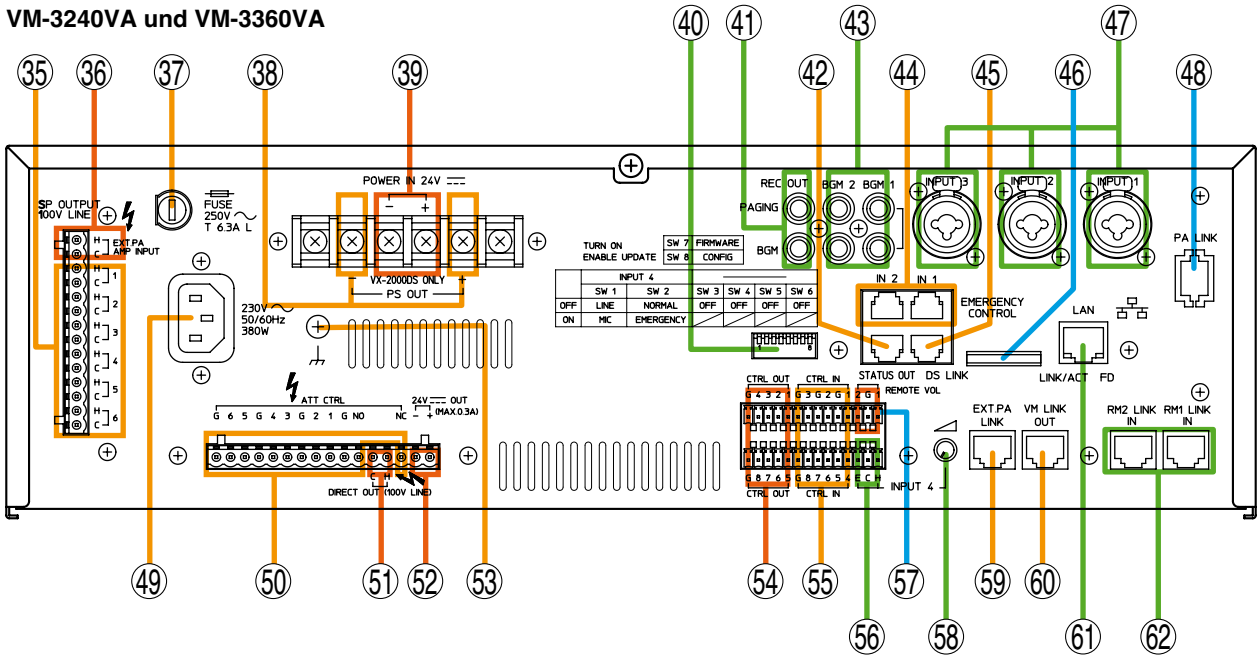 VM-3240VA und VM-3360VA
40 41 43 47
35 36 37 38 39 42 44 45 46 48
SP OUTPUT
100V LINE
H
C
EXT.PA
AMP INPUT
H
C 1
H
C 2
H
C 3
H
C 4
H
C 5
H
C 6
FUSE
250V
T 6.3A L
230V
50/60Hz
380W
POWER IN 24V
− +
− VX-2000DS ONLY +
PS OUT
REC OUT BGM 2 BGM 1
PAGING
BGM
INPUT 3 INPUT 2 INPUT 1
PA LINK
TURN ON
ENABLE UPDATE
SW 7 FIRMWARE
SW 8 CONFIG
INPUT 4
SW 1 SW 2 SW 3 SW 4 SW 5 SW 6
OFF LINE NORMAL OFF OFF OFF OFF
ON MIC EMERGENCY
1 8
IN 2 IN 1
EMERGENCY
CONTROL
STATUS OUT DS LINK
LAN
LINK/ACT FD
ATT CTRL
G 6 5 G 4 3 G 2 1 G NO NC
24V OUT
(MAX.0.3A)
− +
C H
DIRECT OUT (100V LINE)
CTRL OUT CTRL IN REMOTE VOL
G 4 3 2 1 G 3 G 2 G 1 2 G 1
G 8 7 6 5 G 8 7 6 5 4 E C H
CTRL OUT CTRL IN INPUT 4
EXT.PA
LINK
VM LINK
OUT
RM2 LINK
IN
RM1 LINK
IN
49 50 51 52 53 54 55 57 59 60
56 58 61 62